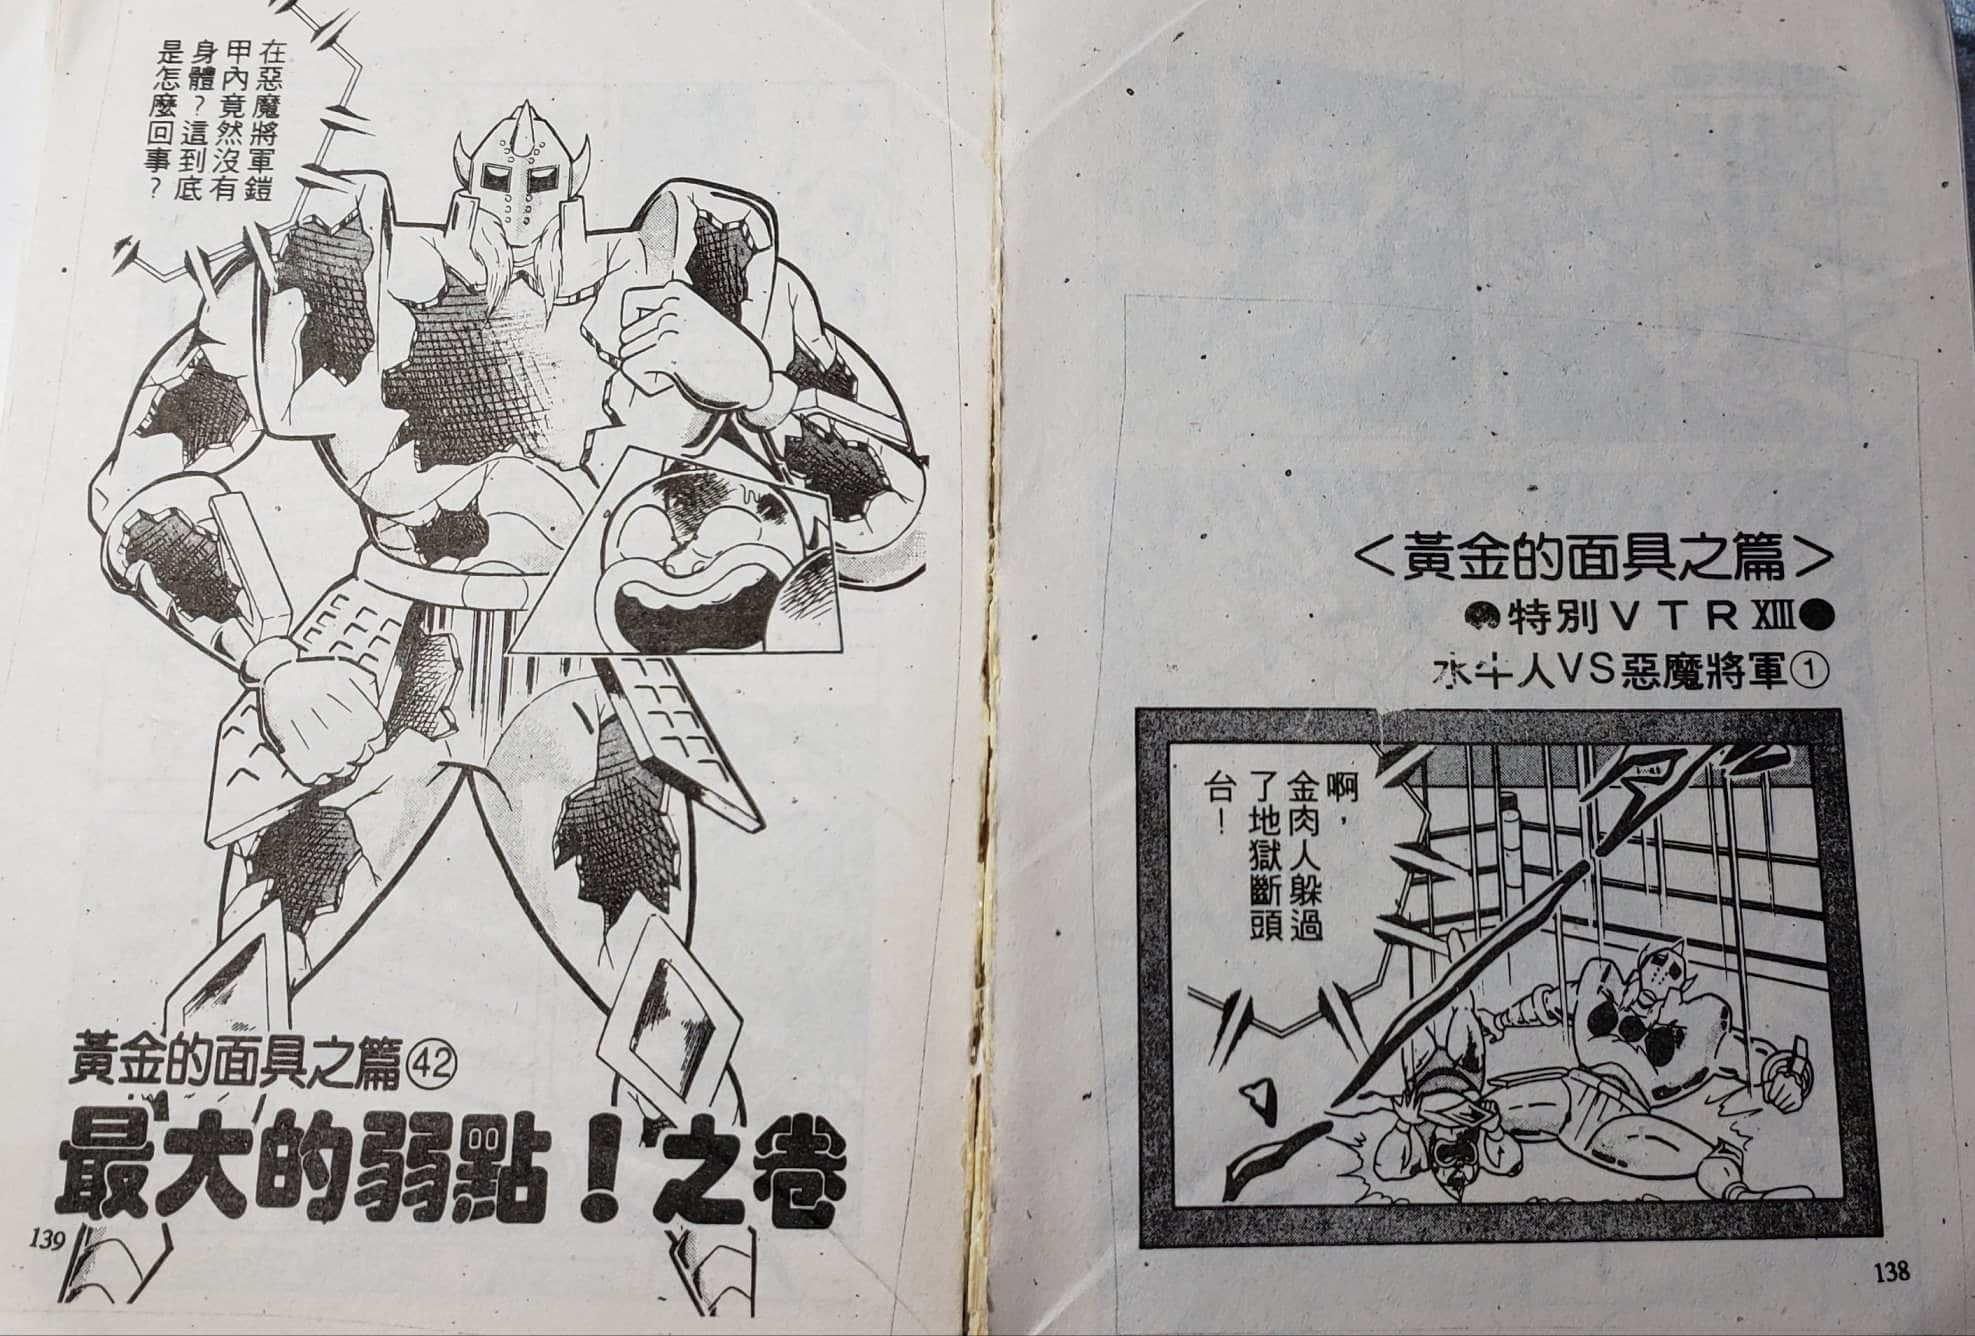 ＜黃金的面具之篇＞
●特別ＶＴＲⅩⅢ●
水牛人VS惡魔將軍①
啊，
金肉人躲過
了地獄斷頭
台！
138
在惡魔將軍鎧
甲內竟然沒有
身體？這到底
是怎麼回事？
黃金的面具之篇㊷
最大的弱點！之卷
139